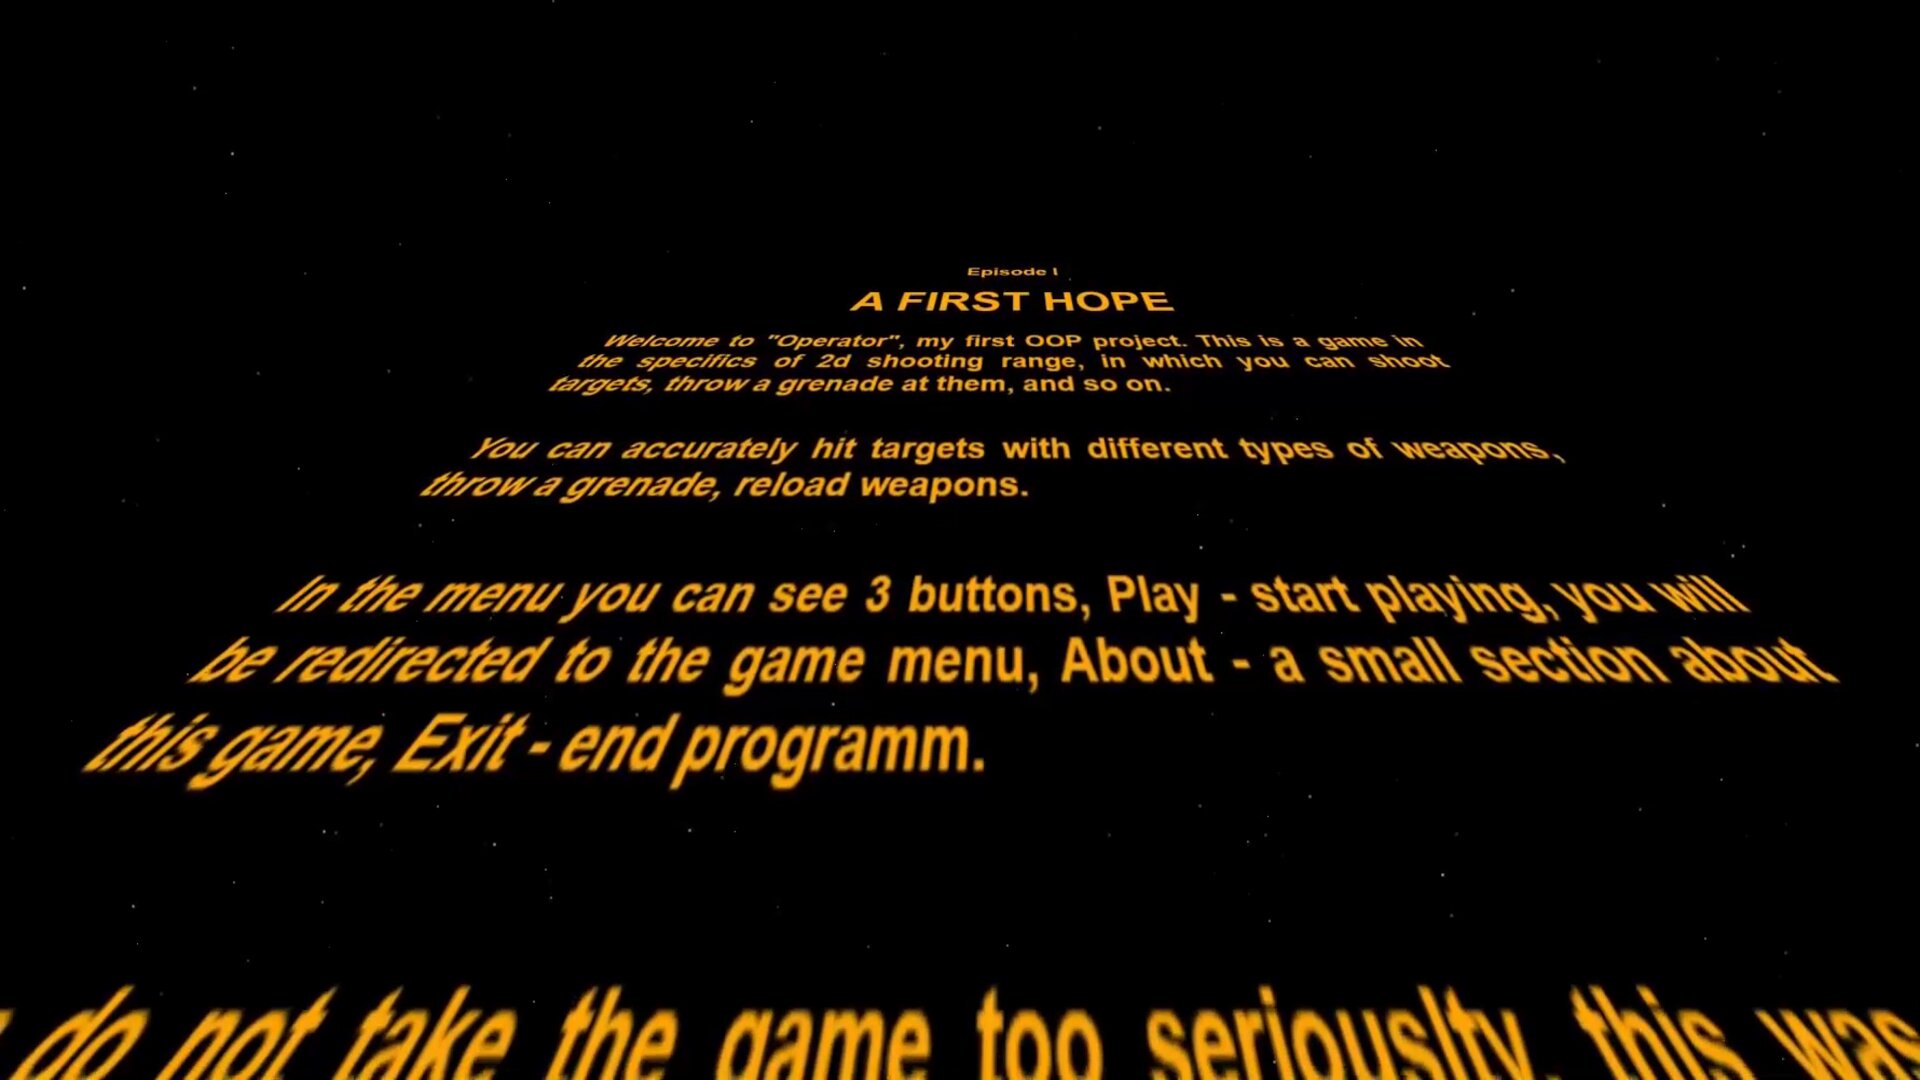 Episode I
A FIRST HOPE
Welcome to "Operator", my first OOP project. This is a game in
the specifics of 2d shooting range, in which you can shoot
targets, throw a grenade at them, and so on.
You can accurately hit targets with different types of weapons,
throw a grenade, reload weapons.
In the menu you can see 3 buttons, Play - start playing, you will
be redirected to the game menu, About - a small section about
this game, Exit - end programm.
do not take the game too seriouslty, this was